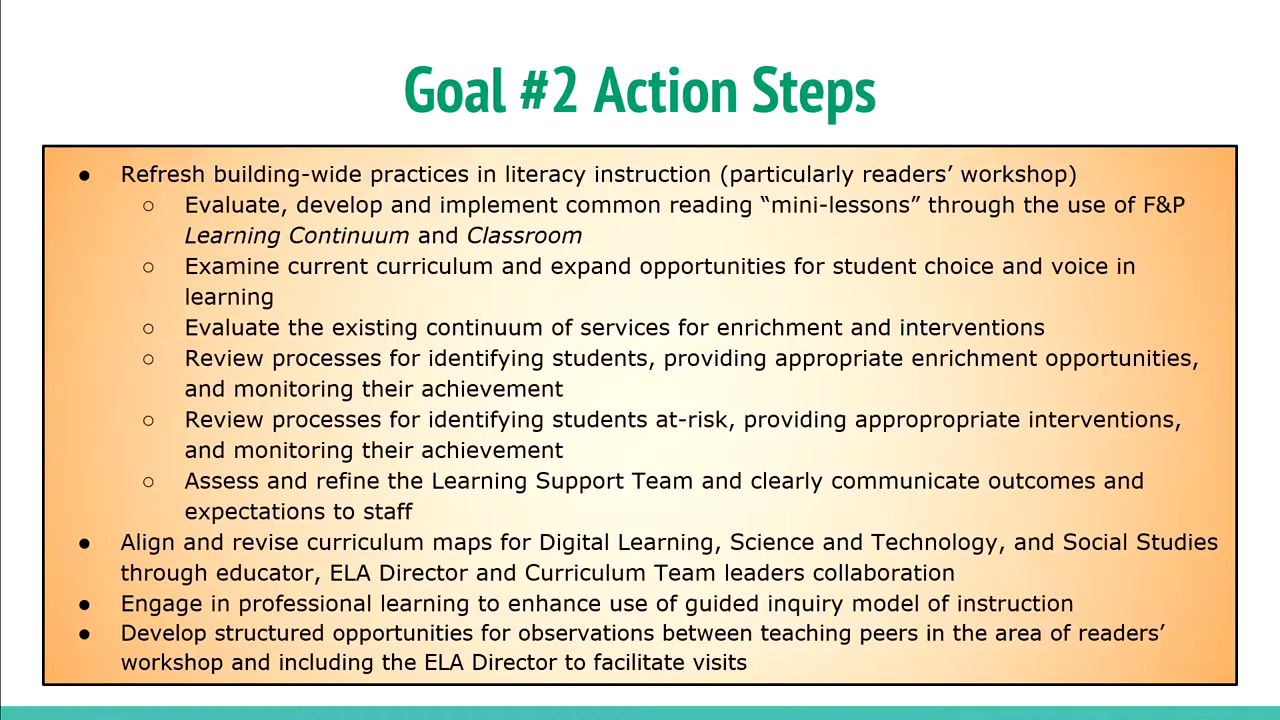 Goal #2 Action Steps
● Refresh building-wide practices in literacy instruction (particularly readers’ workshop)
○ Evaluate, develop and implement common reading “mini-lessons” through the use of F&P
Learning Continuum and Classroom
○ Examine current curriculum and expand opportunities for student choice and voice in
learning
○ Evaluate the existing continuum of services for enrichment and interventions
○ Review processes for identifying students, providing appropriate enrichment opportunities,
and monitoring their achievement
○ Review processes for identifying students at-risk, providing appropropriate interventions,
and monitoring their achievement
○ Assess and refine the Learning Support Team and clearly communicate outcomes and
expectations to staff
● Align and revise curriculum maps for Digital Learning, Science and Technology, and Social Studies
through educator, ELA Director and Curriculum Team leaders collaboration
● Engage in professional learning to enhance use of guided inquiry model of instruction
● Develop structured opportunities for observations between teaching peers in the area of readers’
workshop and including the ELA Director to facilitate visits